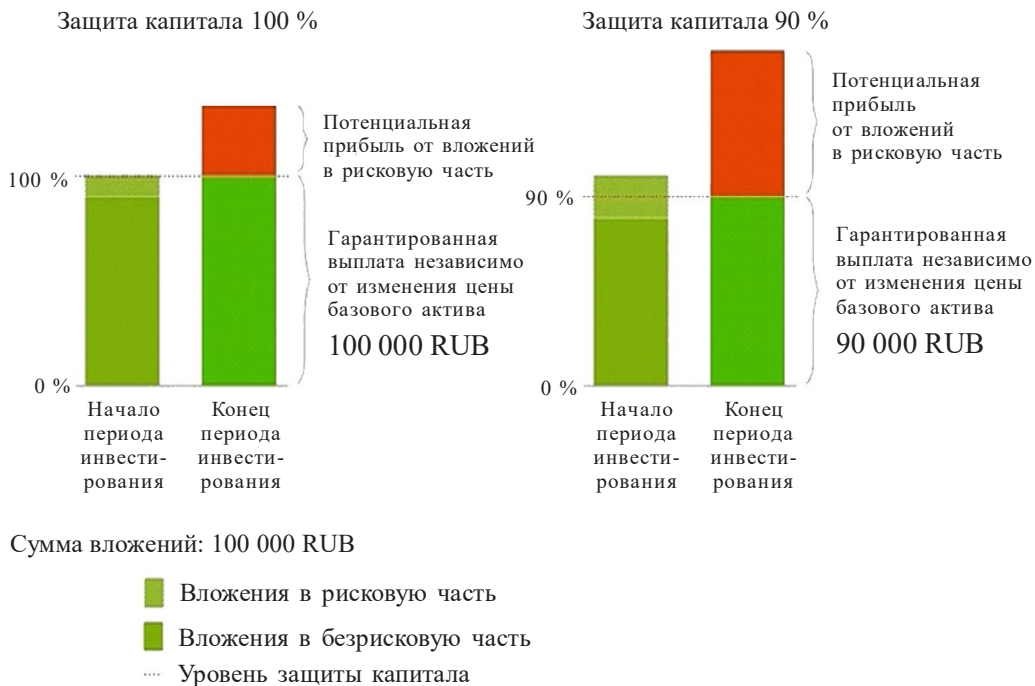 Защита капитала 100 %
Потенциальная
прибыль от вложений
в рисковую часть
100 %
Гарантированная
выплата независимо
от изменения цены
базового актива
100 000 RUB
0 %
Начало
периода
инвести-
рования
Конец
периода
инвести-
рования
Защита капитала 90 %
Потенциальная
прибыль
от вложений
в рисковую часть
90 %
Гарантированная
выплата независимо
от изменения цены
базового актива
90 000 RUB
0 %
Начало
периода
инвести-
рования
Конец
периода
инвести-
рования
Сумма вложений: 100 000 RUB
Вложения в рисковую часть
Вложения в безрисковую часть
Уровень защиты капитала